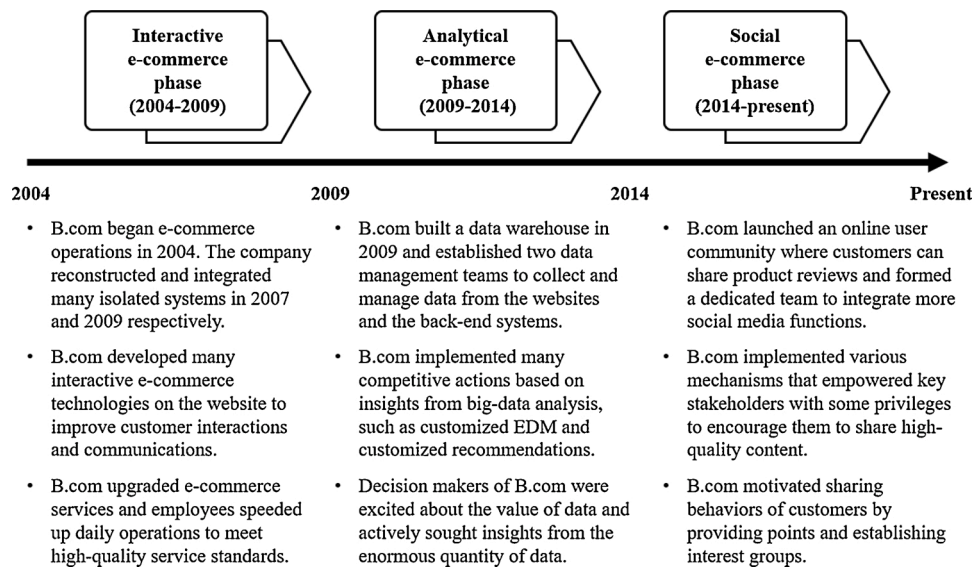 Interactive
e-commerce
phase
(2004-2009)
Analytical
e-commerce
phase
(2009-2014)
Social
e-commerce
phase
(2014-present)
2004
2009
2014
Present
• B.com began e-commerce
operations in 2004. The company
reconstructed and integrated
many isolated systems in 2007
and 2009 respectively.
• B.com developed many
interactive e-commerce
technologies on the website to
improve customer interactions
and communications.
• B.com upgraded e-commerce
services and employees speeded
up daily operations to meet
high-quality service standards.
• B.com built a data warehouse in
2009 and established two data
management teams to collect and
manage data from the websites
and the back-end systems.
• B.com implemented many
competitive actions based on
insights from big-data analysis,
such as customized EDM and
customized recommendations.
• Decision makers of B.com were
excited about the value of data and
actively sought insights from the
enormous quantity of data.
• B.com launched an online user
community where customers can
share product reviews and formed
a dedicated team to integrate more
social media functions.
• B.com implemented various
mechanisms that empowered key
stakeholders with some privileges
to encourage them to share high-
quality content.
• B.com motivated sharing
behaviors of customers by
providing points and establishing
interest groups.